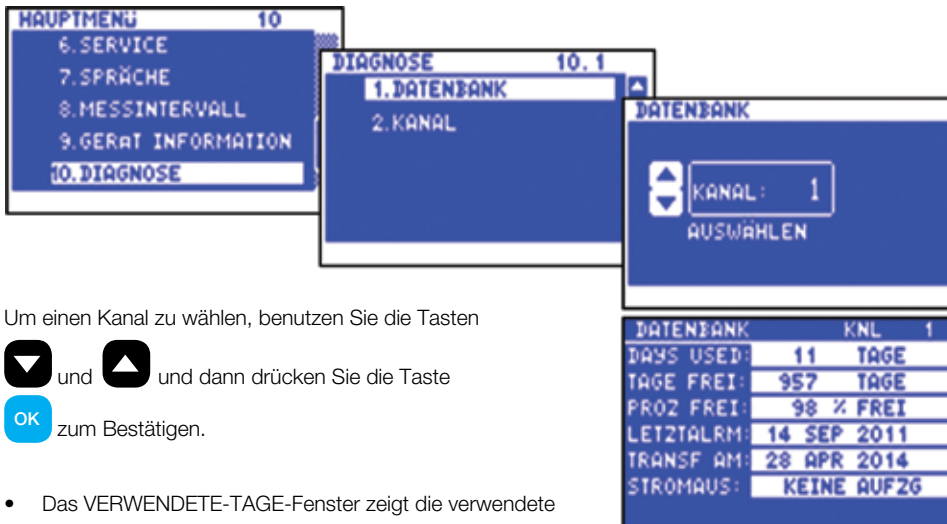 HAUPTMENÜ 10
6.SERVICE
7.SPRÄCHE
8.MESSINTERVALL
9.GERäT INFORMATION
10.DIAGNOSE
DIAGNOSE 10.1
1.DATENBANK
2.KANAL
DATENBANK
KANAL: 1
AUSWÄHLEN
Um einen Kanal zu wählen, benutzen Sie die Tasten
und und dann drücken Sie die Taste
OK zum Bestätigen.
• Das VERWENDETE-TAGE-Fenster zeigt die verwendete
DATENBANK KNL 1
DAYS USED: 11 TAGE
TAGE FREI: 957 TAGE
PROZ FREI: 98 % FREI
LETZTALRM: 14 SEP 2011
TRANSF AM: 28 APR 2014
STROMAUS: KEINE AUFZG